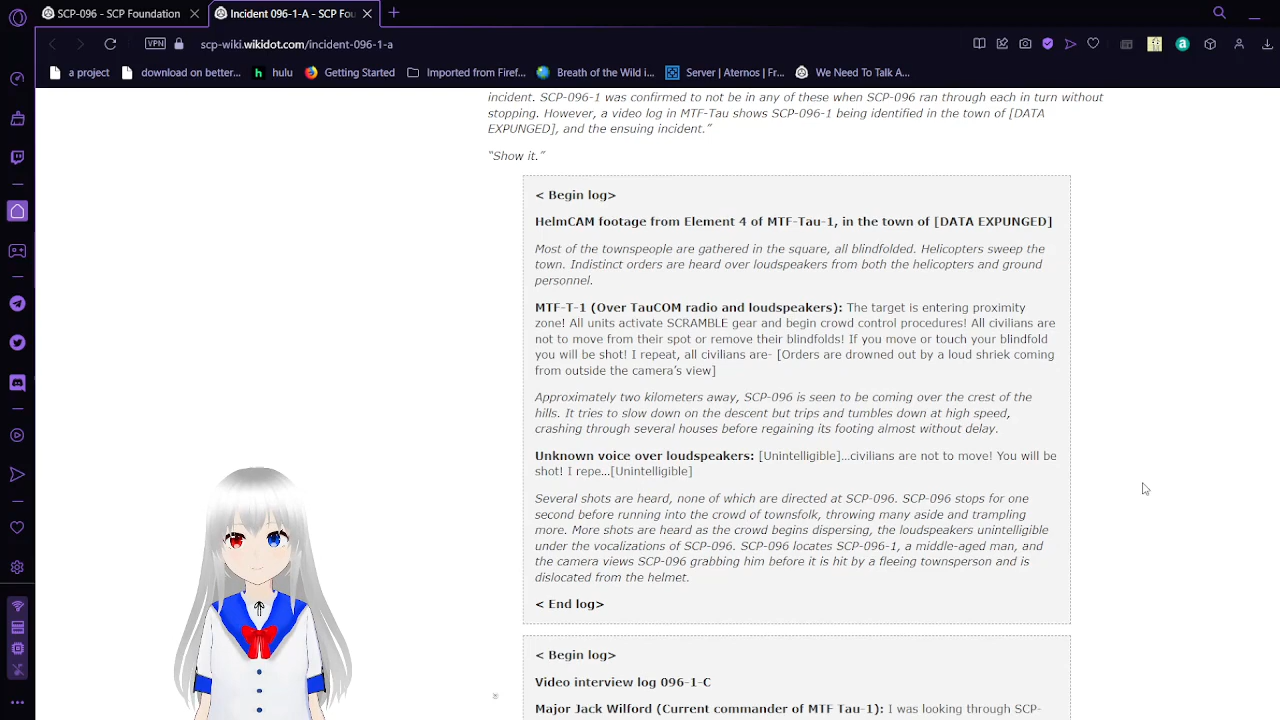 SCP-096 - SCP Foundation
Incident 096-1-A - SCP Fou
VPN
scp-wiki.wikidot.com/incident-096-1-a
a project
download on better...
hulu
Getting Started
Imported from Firef...
Breath of the Wild i...
Server | Aternos | Fr...
We Need To Talk A...
incident. SCP-096-1 was confirmed to not be in any of these when SCP-096 ran through each in turn without
stopping. However, a video log in MTF-Tau shows SCP-096-1 being identified in the town of [DATA
EXPUNGED], and the ensuing incident.”
“Show it.”
< Begin log>
HelmCAM footage from Element 4 of MTF-Tau-1, in the town of [DATA EXPUNGED]
Most of the townspeople are gathered in the square, all blindfolded. Helicopters sweep the
town. Indistinct orders are heard over loudspeakers from both the helicopters and ground
personnel.
MTF-T-1 (Over TauCOM radio and loudspeakers): The target is entering proximity
zone! All units activate SCRAMBLE gear and begin crowd control procedures! All civilians are
not to move from their spot or remove their blindfolds! If you move or touch your blindfold
you will be shot! I repeat, all civilians are- [Orders are drowned out by a loud shriek coming
from outside the camera’s view]
Approximately two kilometers away, SCP-096 is seen to be coming over the crest of the
hills. It tries to slow down on the descent but trips and tumbles down at high speed,
crashing through several houses before regaining its footing almost without delay.
Unknown voice over loudspeakers: [Unintelligible]…civilians are not to move! You will be
shot! I repe…[Unintelligible]
Several shots are heard, none of which are directed at SCP-096. SCP-096 stops for one
second before running into the crowd of townsfolk, throwing many aside and trampling
more. More shots are heard as the crowd begins dispersing, the loudspeakers unintelligible
under the vocalizations of SCP-096. SCP-096 locates SCP-096-1, a middle-aged man, and
the camera views SCP-096 grabbing him before it is hit by a fleeing townsperson and is
dislocated from the helmet.
< End log>
< Begin log>
Video interview log 096-1-C
Major Jack Wilford (Current commander of MTF Tau-1): I was looking through SCP-